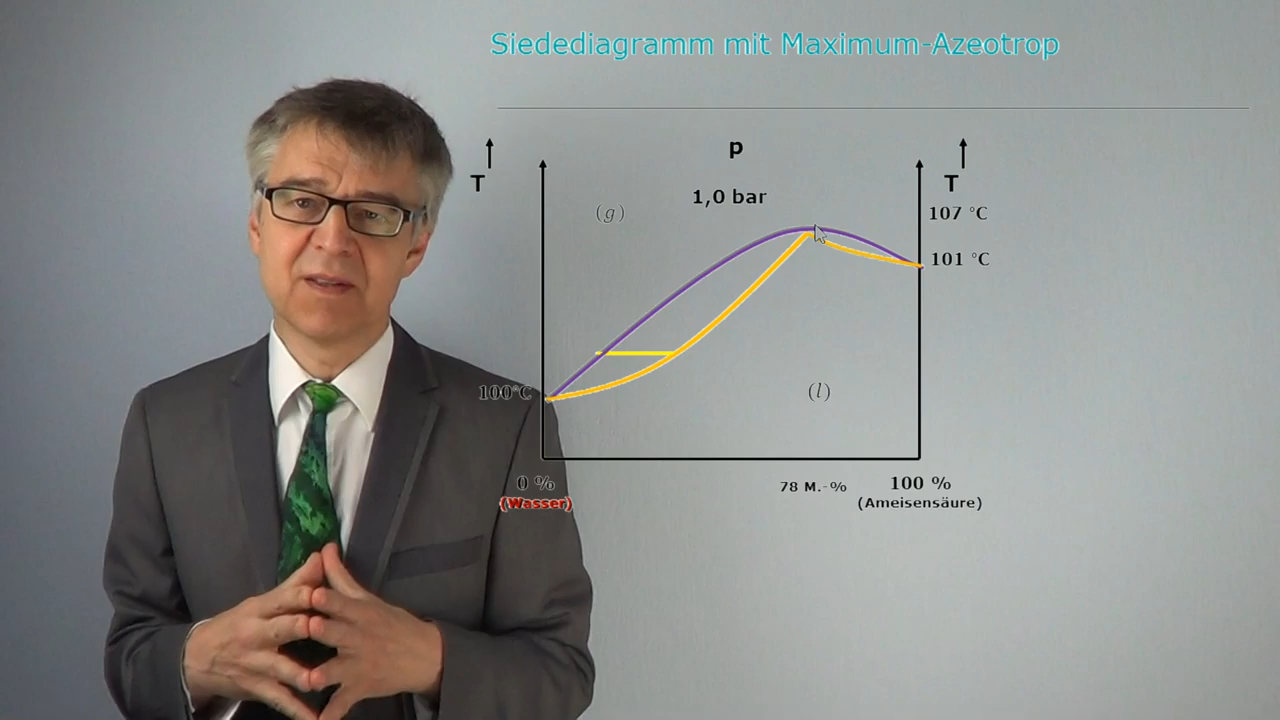 Siedediagramm mit Maximum-Azeotrop
p
T
T
1,0 bar
(g)
107 °C
101 °C
100°C
(l)
0 %
(Wasser)
78 M.-%
100 %
(Ameisensäure)